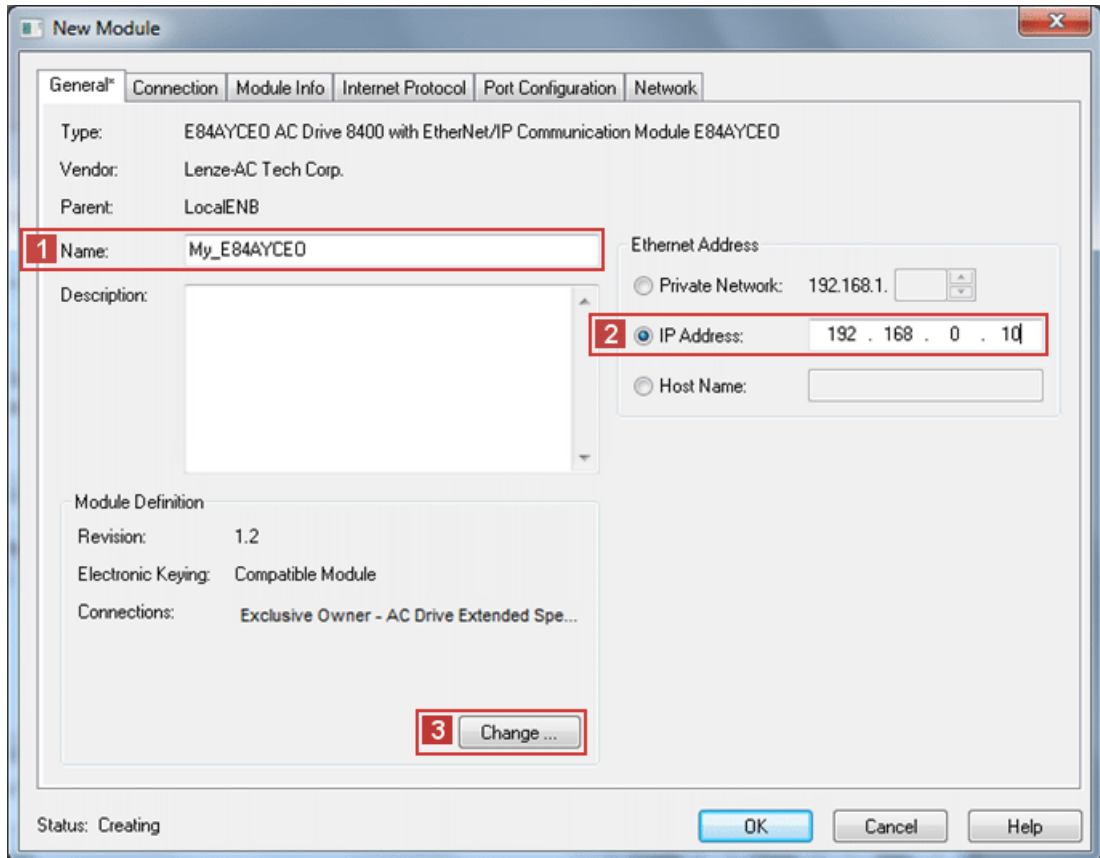 New Module
General* Connection Module Info Internet Protocol Port Configuration Network
Type: E84AYCEO AC Drive 8400 with EtherNet/IP Communication Module E84AYCEO
Vendor: Lenze-AC Tech Corp.
Parent: LocalENB
1 Name: My_E84AYCEO
Description:
Ethernet Address
Private Network: 192.168.1.
2 IP Address: 192 . 168 . 0 . 10
Host Name:
Module Definition
Revision: 1.2
Electronic Keying: Compatible Module
Connections: Exclusive Owner - AC Drive Extended Spe...
3 Change ...
Status: Creating
OK Cancel Help